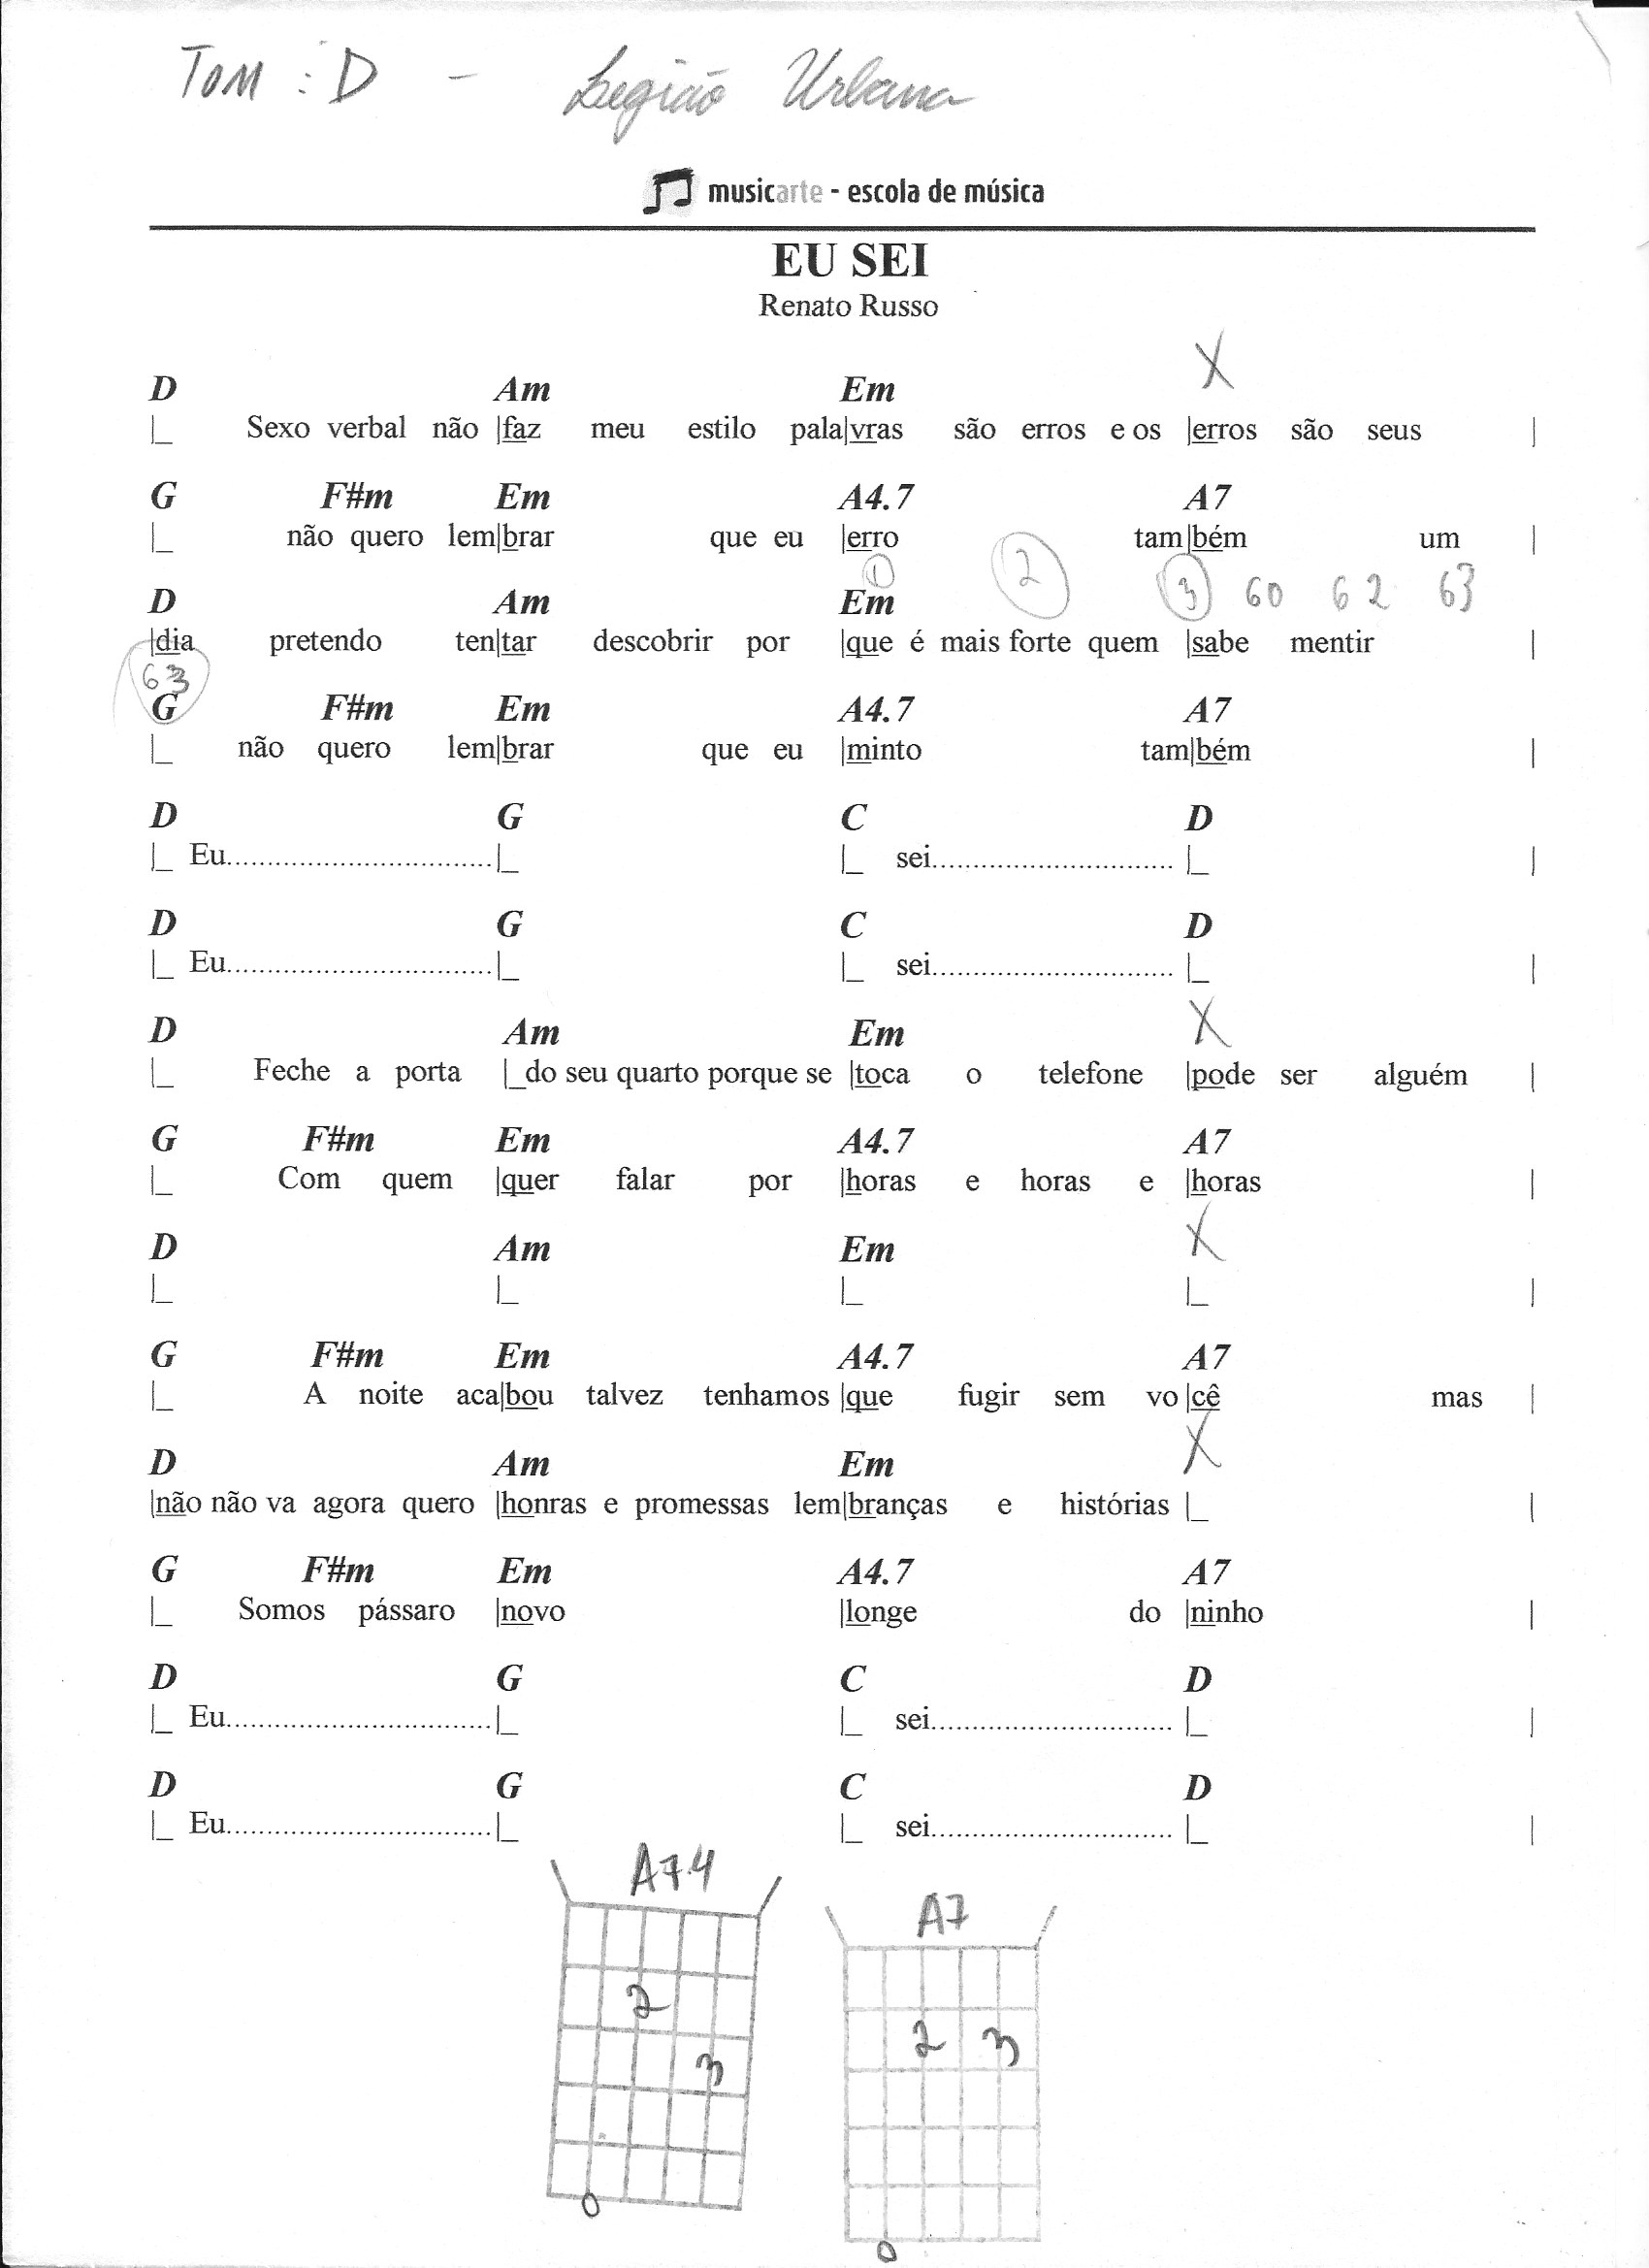 TOM : D - Legião Urbana
musicarte - escola de música
EU SEI
Renato Russo
X
D Am Em
|_ Sexo verbal não |faz meu estilo pala|vras são erros e os |erros são seus |
G F#m Em A4.7 A7
|_ não quero lem|brar que eu |erro tam|bém um |
1 2 3 60 62 63
D Am Em
|dia pretendo ten|tar descobrir por |que é mais forte quem |sabe mentir |
63
G F#m Em A4.7 A7
|_ não quero lem|brar que eu |minto tam|bém |
D G C D
|_ Eu................................|_ |_ sei............................. |_ |
D G C D
|_ Eu................................|_ |_ sei............................. |_ |
D Am Em X
|_ Feche a porta |_do seu quarto porque se |toca o telefone |pode ser alguém |
G F#m Em A4.7 A7
|_ Com quem |quer falar por |horas e horas e |horas |
D Am Em X
|_ |_ |_ |_ |
G F#m Em A4.7 A7
|_ A noite aca|bou talvez tenhamos |que fugir sem vo|cê mas |
D Am Em X
|não não va agora quero |honras e promessas lem|branças e histórias |_ |
G F#m Em A4.7 A7
|_ Somos pássaro |novo |longe do |ninho |
D G C D
|_ Eu................................|_ |_ sei............................. |_ |
D G C D
|_ Eu................................|_ |_ sei............................. |_ |
A7.4
2
3
0
A7
2 3
0